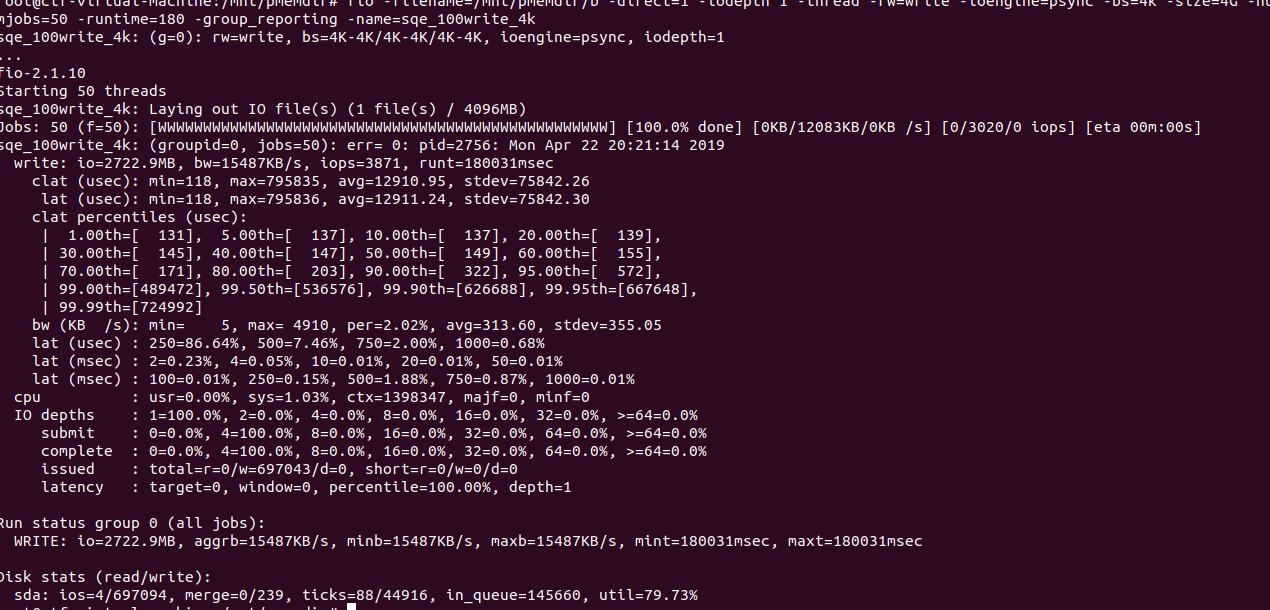 root@ctf-virtual-machine:/mnt/pmemdir# fio -filename=/mnt/pmemdir/b -direct=1 -iodepth 1 -thread -rw=write -ioengine=psync -bs=4k -size=4G -nu
mjobs=50 -runtime=180 -group_reporting -name=sqe_100write_4k
sqe_100write_4k: (g=0): rw=write, bs=4K-4K/4K-4K/4K-4K, ioengine=psync, iodepth=1
...
fio-2.1.10
Starting 50 threads
sqe_100write_4k: Laying out IO file(s) (1 file(s) / 4096MB)
Jobs: 50 (f=50): [WWWWWWWWWWWWWWWWWWWWWWWWWWWWWWWWWWWWWWWWWWWWWWWWWW] [100.0% done] [0KB/12083KB/0KB /s] [0/3020/0 iops] [eta 00m:00s]
sqe_100write_4k: (groupid=0, jobs=50): err= 0: pid=2756: Mon Apr 22 20:21:14 2019
  write: io=2722.9MB, bw=15487KB/s, iops=3871, runt=180031msec
    clat (usec): min=118, max=795835, avg=12910.95, stdev=75842.26
     lat (usec): min=118, max=795836, avg=12911.24, stdev=75842.30
    clat percentiles (usec):
     |  1.00th=[  131],  5.00th=[  137], 10.00th=[  137], 20.00th=[  139],
     | 30.00th=[  145], 40.00th=[  147], 50.00th=[  149], 60.00th=[  155],
     | 70.00th=[  171], 80.00th=[  203], 90.00th=[  322], 95.00th=[  572],
     | 99.00th=[489472], 99.50th=[536576], 99.90th=[626688], 99.95th=[667648],
     | 99.99th=[724992]
    bw (KB  /s): min=    5, max= 4910, per=2.02%, avg=313.60, stdev=355.05
    lat (usec) : 250=86.64%, 500=7.46%, 750=2.00%, 1000=0.68%
    lat (msec) : 2=0.23%, 4=0.05%, 10=0.01%, 20=0.01%, 50=0.01%
    lat (msec) : 100=0.01%, 250=0.15%, 500=1.88%, 750=0.87%, 1000=0.01%
  cpu          : usr=0.00%, sys=1.03%, ctx=1398347, majf=0, minf=0
  IO depths    : 1=100.0%, 2=0.0%, 4=0.0%, 8=0.0%, 16=0.0%, 32=0.0%, >=64=0.0%
     submit    : 0=0.0%, 4=100.0%, 8=0.0%, 16=0.0%, 32=0.0%, 64=0.0%, >=64=0.0%
     complete  : 0=0.0%, 4=100.0%, 8=0.0%, 16=0.0%, 32=0.0%, 64=0.0%, >=64=0.0%
     issued    : total=r=0/w=697043/d=0, short=r=0/w=0/d=0
     latency   : target=0, window=0, percentile=100.00%, depth=1
Run status group 0 (all jobs):
  WRITE: io=2722.9MB, aggrb=15487KB/s, minb=15487KB/s, maxb=15487KB/s, mint=180031msec, maxt=180031msec
Disk stats (read/write):
  sda: ios=4/697094, merge=0/239, ticks=88/44916, in_queue=145660, util=79.73%